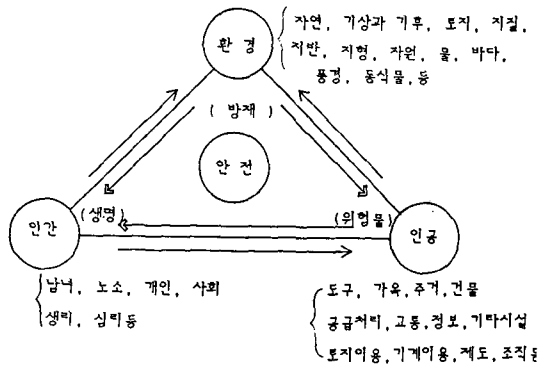 환경
자연, 기상과 기후, 토지, 지질,
지반, 지형, 자원, 물, 바다,
풍경, 동식물, 등
(방재)
안전
인간
(생명)
(위험물)
인공
남녀, 노소, 개인, 사회
생리, 심리등
도구, 가옥, 주거, 건물
공급처리, 교통, 정보, 기타시설
토지이용, 기계이용, 제도, 조직등